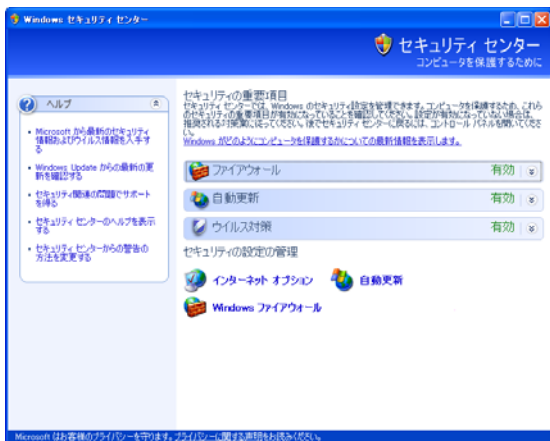 Windows セキュリティ センター
セキュリティ センター
コンピュータを保護するために
ヘルプ
• Microsoft から最新のセキュリティ
情報およびウイルス情報を入手す
る
• Windows Update からの最新の更
新を確認する
• セキュリティ関連の問題でサポート
を得る
• セキュリティ センターのヘルプを表示
する
• セキュリティ センターからの警告の
方法を変更する
セキュリティの重要項目
セキュリティ センターでは、Windows のセキュリティ設定を管理できます。コンピュータを保護するため、これら
のセキュリティの重要項目が有効になっていることを確認してください。設定が有効になっていない場合は、
推奨される対策案に従ってください。後でセキュリティ センターに戻るには、コントロール パネルを開いてくださ
い。
Windows がどのようにコンピュータを保護するかについての最新情報を表示します。
ファイアウォール 有効
自動更新 有効
ウイルス対策 有効
セキュリティの設定の管理
インターネット オプション 自動更新
Windows ファイアウォール
Microsoft はお客様のプライバシーを守ります。プライバシーに関する声明をお読みください。